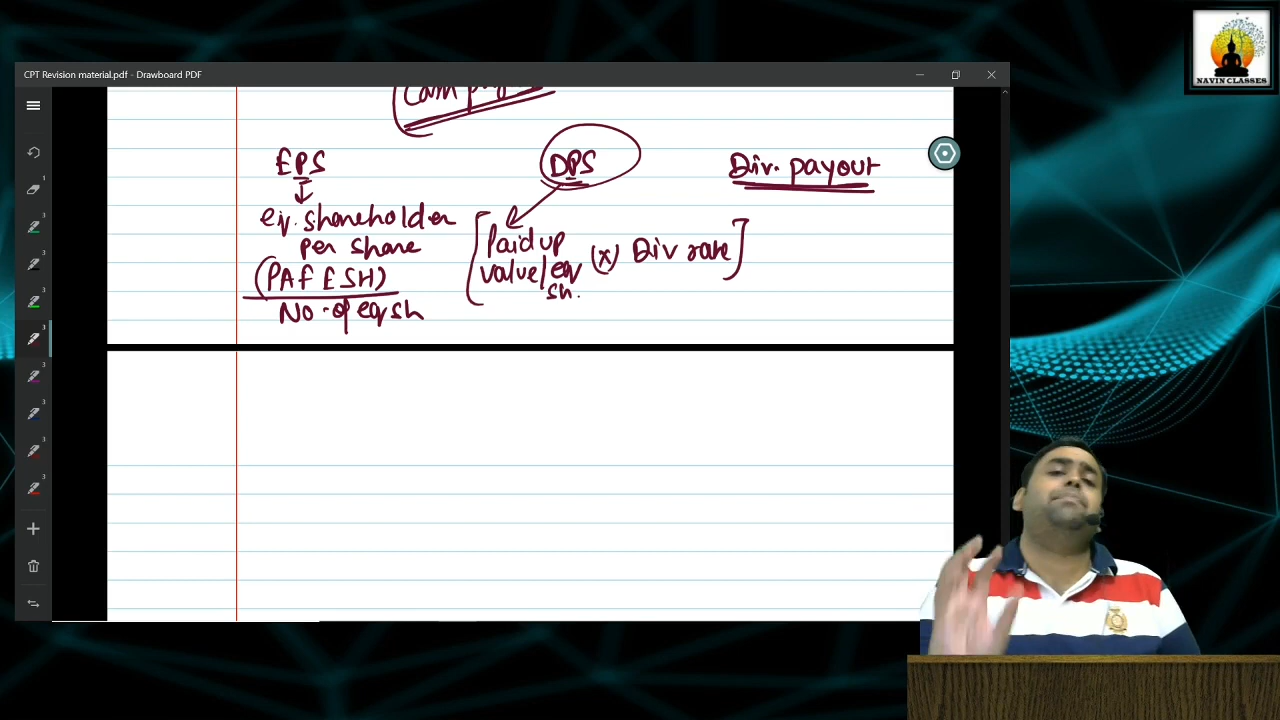 NAVIN CLASSES
CPT Revision material.pdf - Drawboard PDF
EPS
eq. shareholder
per share
(PAFESH)
No. of eq sh
DPS
Paid up
value/eq
sh.
(x) Div rate
Div. payout